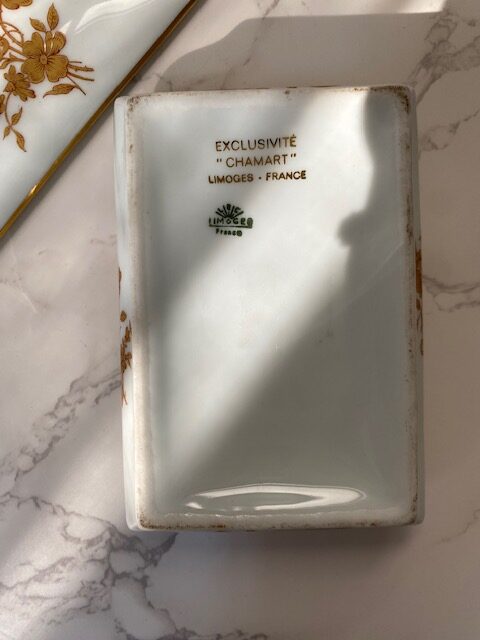 EXCLUSIVITÉ
"CHAMART"
LIMOGES · FRANCE
LIMOGES
France